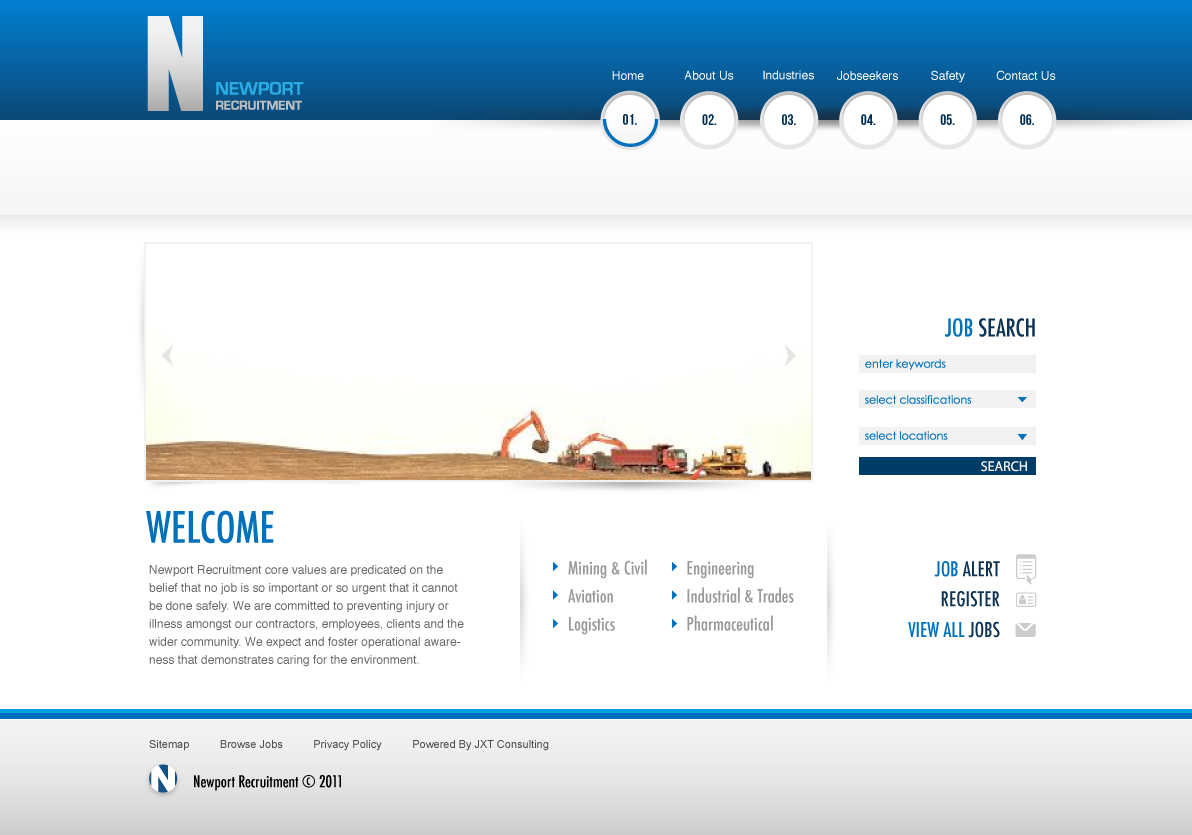 N
NEWPORT
RECRUITMENT
Home About Us Industries Jobseekers Safety Contact Us
01. 02. 03. 04. 05. 06.
JOB SEARCH
enter keywords
select classifications
select locations
SEARCH
WELCOME
Newport Recruitment core values are predicated on the
belief that no job is so important or so urgent that it cannot
be done safely. We are committed to preventing injury or
illness amongst our contractors, employees, clients and the
wider community. We expect and foster operational aware-
ness that demonstrates caring for the environment.
Mining & Civil Engineering
Aviation Industrial & Trades
Logistics Pharmaceutical
JOB ALERT
REGISTER
VIEW ALL JOBS
Sitemap Browse Jobs Privacy Policy Powered By JXT Consulting
N Newport Recruitment © 2011